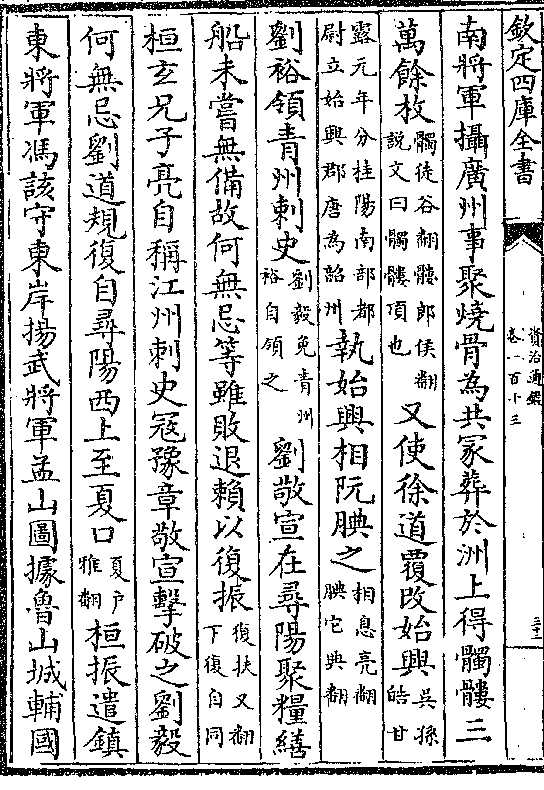 欽定四庫全書
資治通鑑
卷一百十三
南將軍攝廣州事聚燒骨為共冢葬於洲上得髑髏三
萬餘枚髑徒谷翻髏郎侯翻說文曰髑髏頂也又使徐道覆攻始興吳孫皓甘
露元年分桂陽南部都尉立始興郡唐為韶州執始興相阮腆之相息亮翻腆它典翻
劉裕領青州刺史劉毅免青州裕自領之劉敬宣在尋陽聚糧繕
船未嘗無備故何無忌等雖敗退賴以復振復扶又翻下復自同
桓玄兄子亮自稱江州刺史冦豫章敬宣擊破之劉毅
何無忌劉道規復自尋陽西上至夏口夏戶雅翻桓振遣鎮
東將軍馮該守東岸揚武將軍孟山圖據魯山城輔國